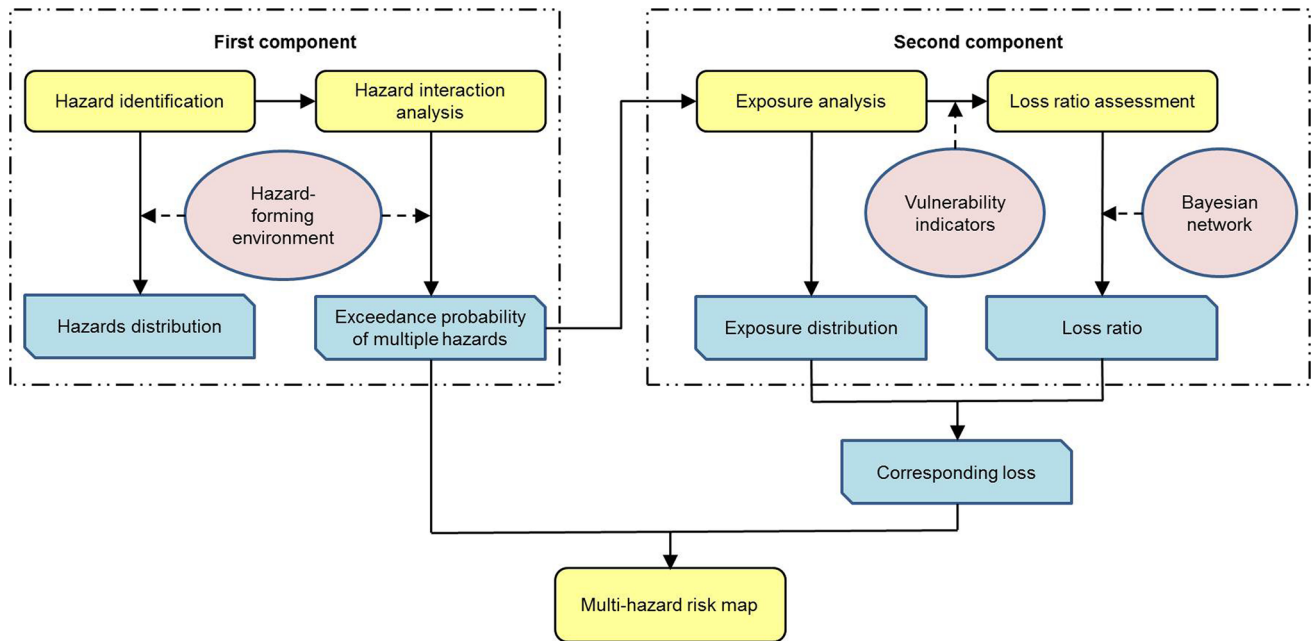 First component
Second component
Hazard identification
Hazard interaction
analysis
Exposure analysis
Loss ratio assessment
Hazard-
forming
environment
Vulnerability
indicators
Bayesian
network
Hazards distribution
Exceedance probability
of multiple hazards
Exposure distribution
Loss ratio
Corresponding loss
Multi-hazard risk map